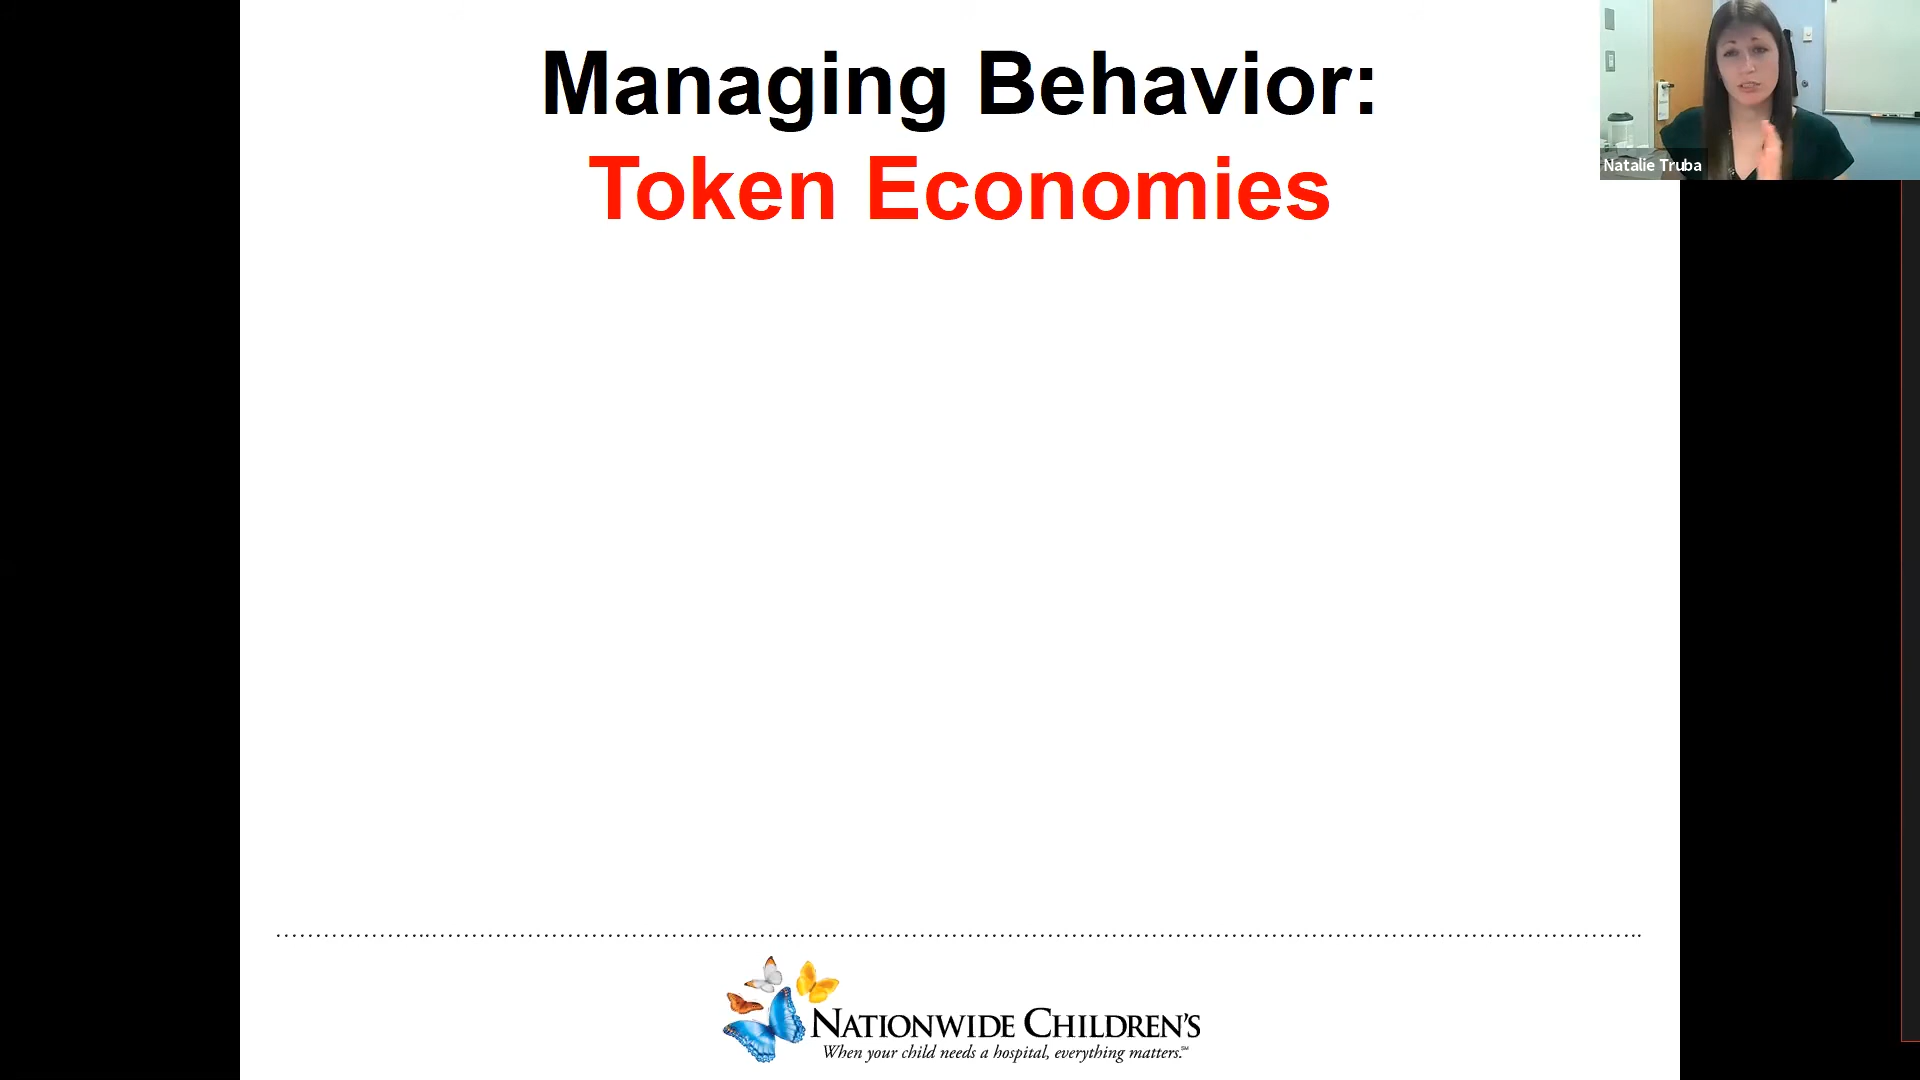 Managing Behavior:
Token Economies
Natalie Truba
NATIONWIDE CHILDREN'S
When your child needs a hospital, everything matters.℠